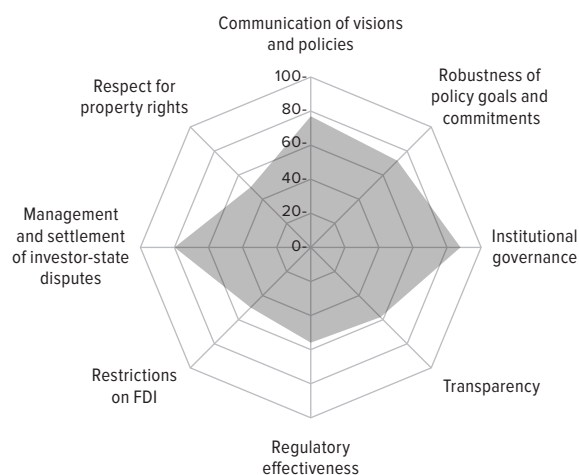 Communication of visions
and policies
Robustness of
policy goals and
commitments
Respect for
property rights
100-
80-
60-
40-
20-
0-
Management
and settlement
of investor-state
disputes
Institutional
governance
Restrictions
on FDI
Transparency
Regulatory
effectiveness